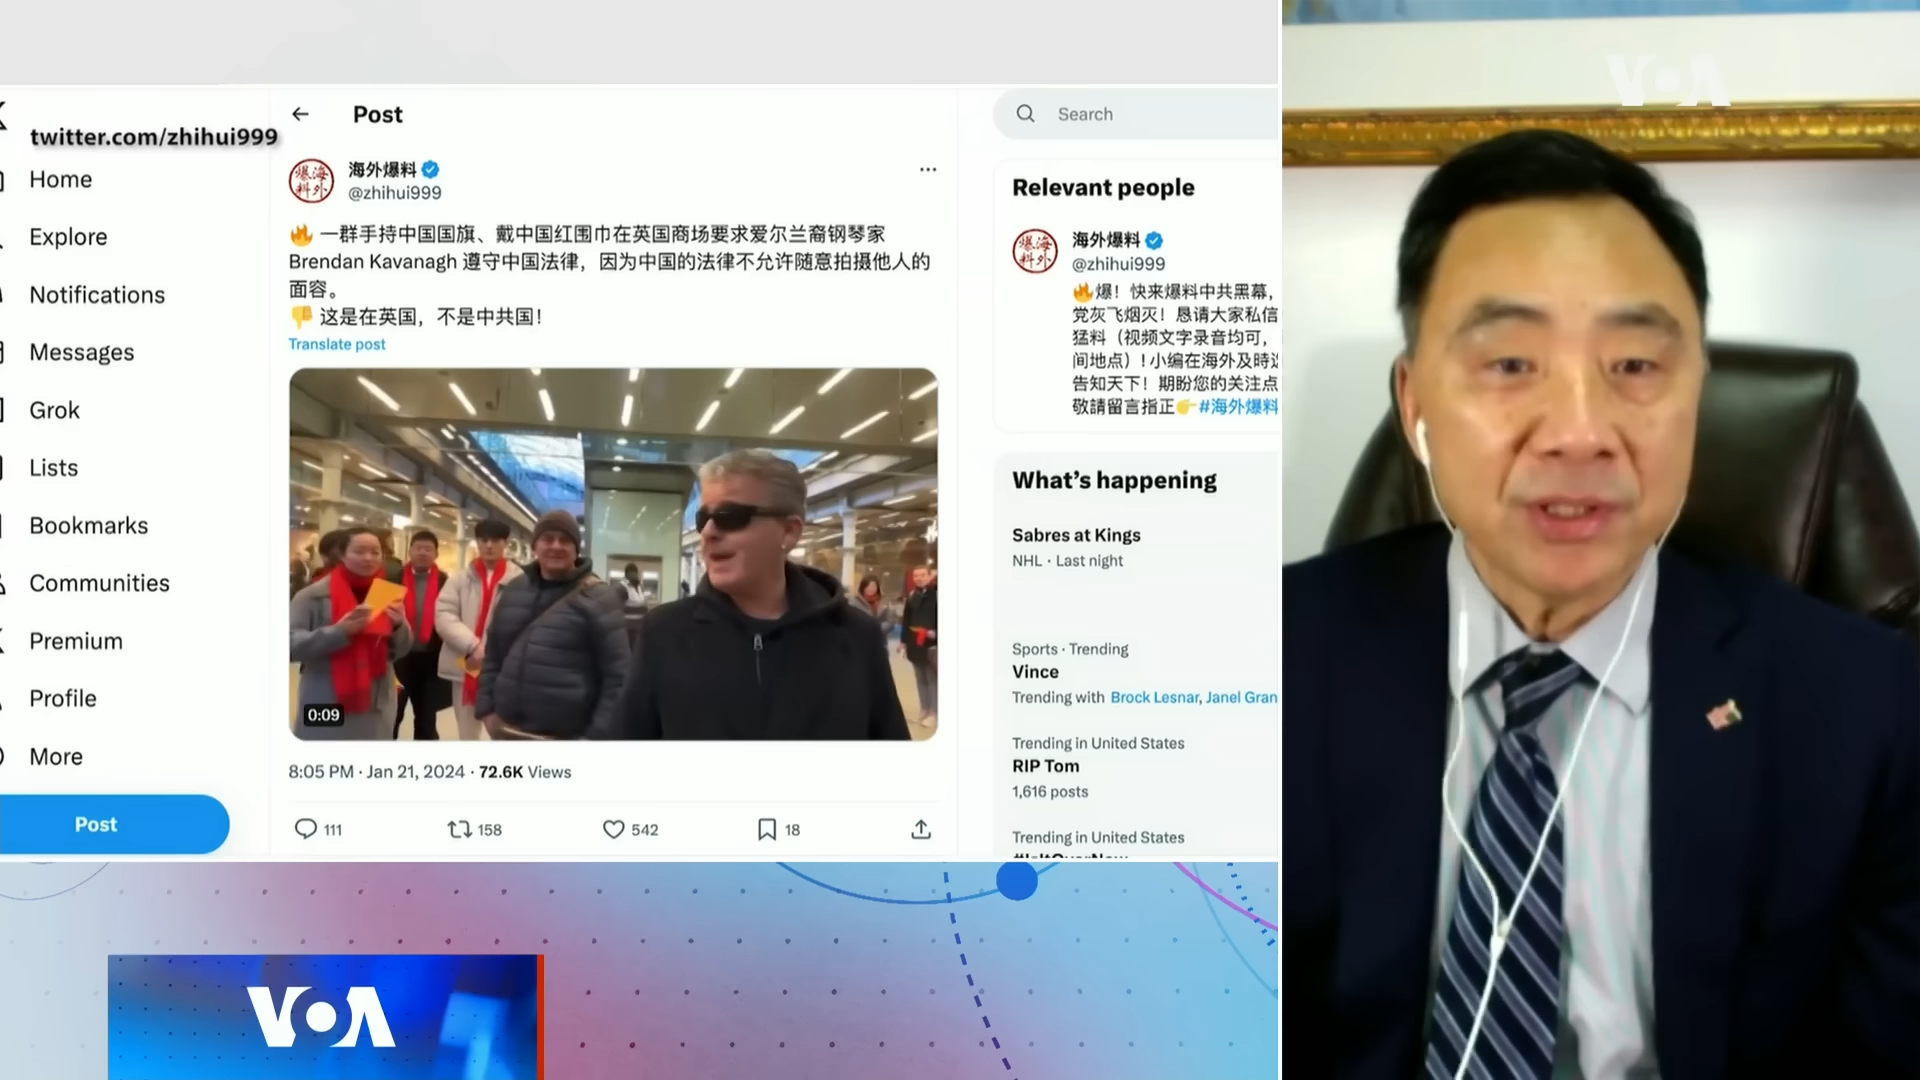 VOA
twitter.com/zhihui999
Home
Explore
Notifications
Messages
Grok
Lists
Bookmarks
Communities
Premium
Profile
More
Post
Post
海外爆料
@zhihui999
🔥 一群手持中国国旗、戴中国红围巾在英国商场要求爱尔兰裔钢琴家
Brendan Kavanagh 遵守中国法律，因为中国的法律不允许随意拍摄他人的
面容。
👎 这是在英国，不是中共国！
Translate post
0:09
8:05 PM · Jan 21, 2024 · 72.6K Views
111
158
542
18
Search
Relevant people
海外爆料
@zhihui999
🔥爆！快来爆料中共黑幕，
党灰飞烟灭！恳请大家私信
猛料（视频文字录音均可，
间地点）！小编在海外及時
告知天下！期盼您的关注点
敬請留言指正👉#海外爆料
What's happening
Sabres at Kings
NHL · Last night
Sports · Trending
Vince
Trending with Brock Lesnar, Janel Gran
Trending in United States
RIP Tom
1,616 posts
Trending in United States
VOA